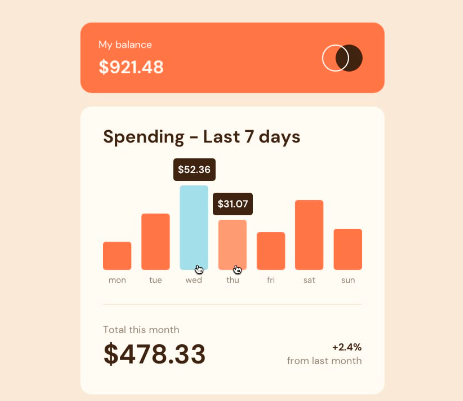 My balance
$921.48
Spending - Last 7 days
$52.36
$31.07
mon tue wed thu fri sat sun
Total this month
$478.33
+2.4%
from last month